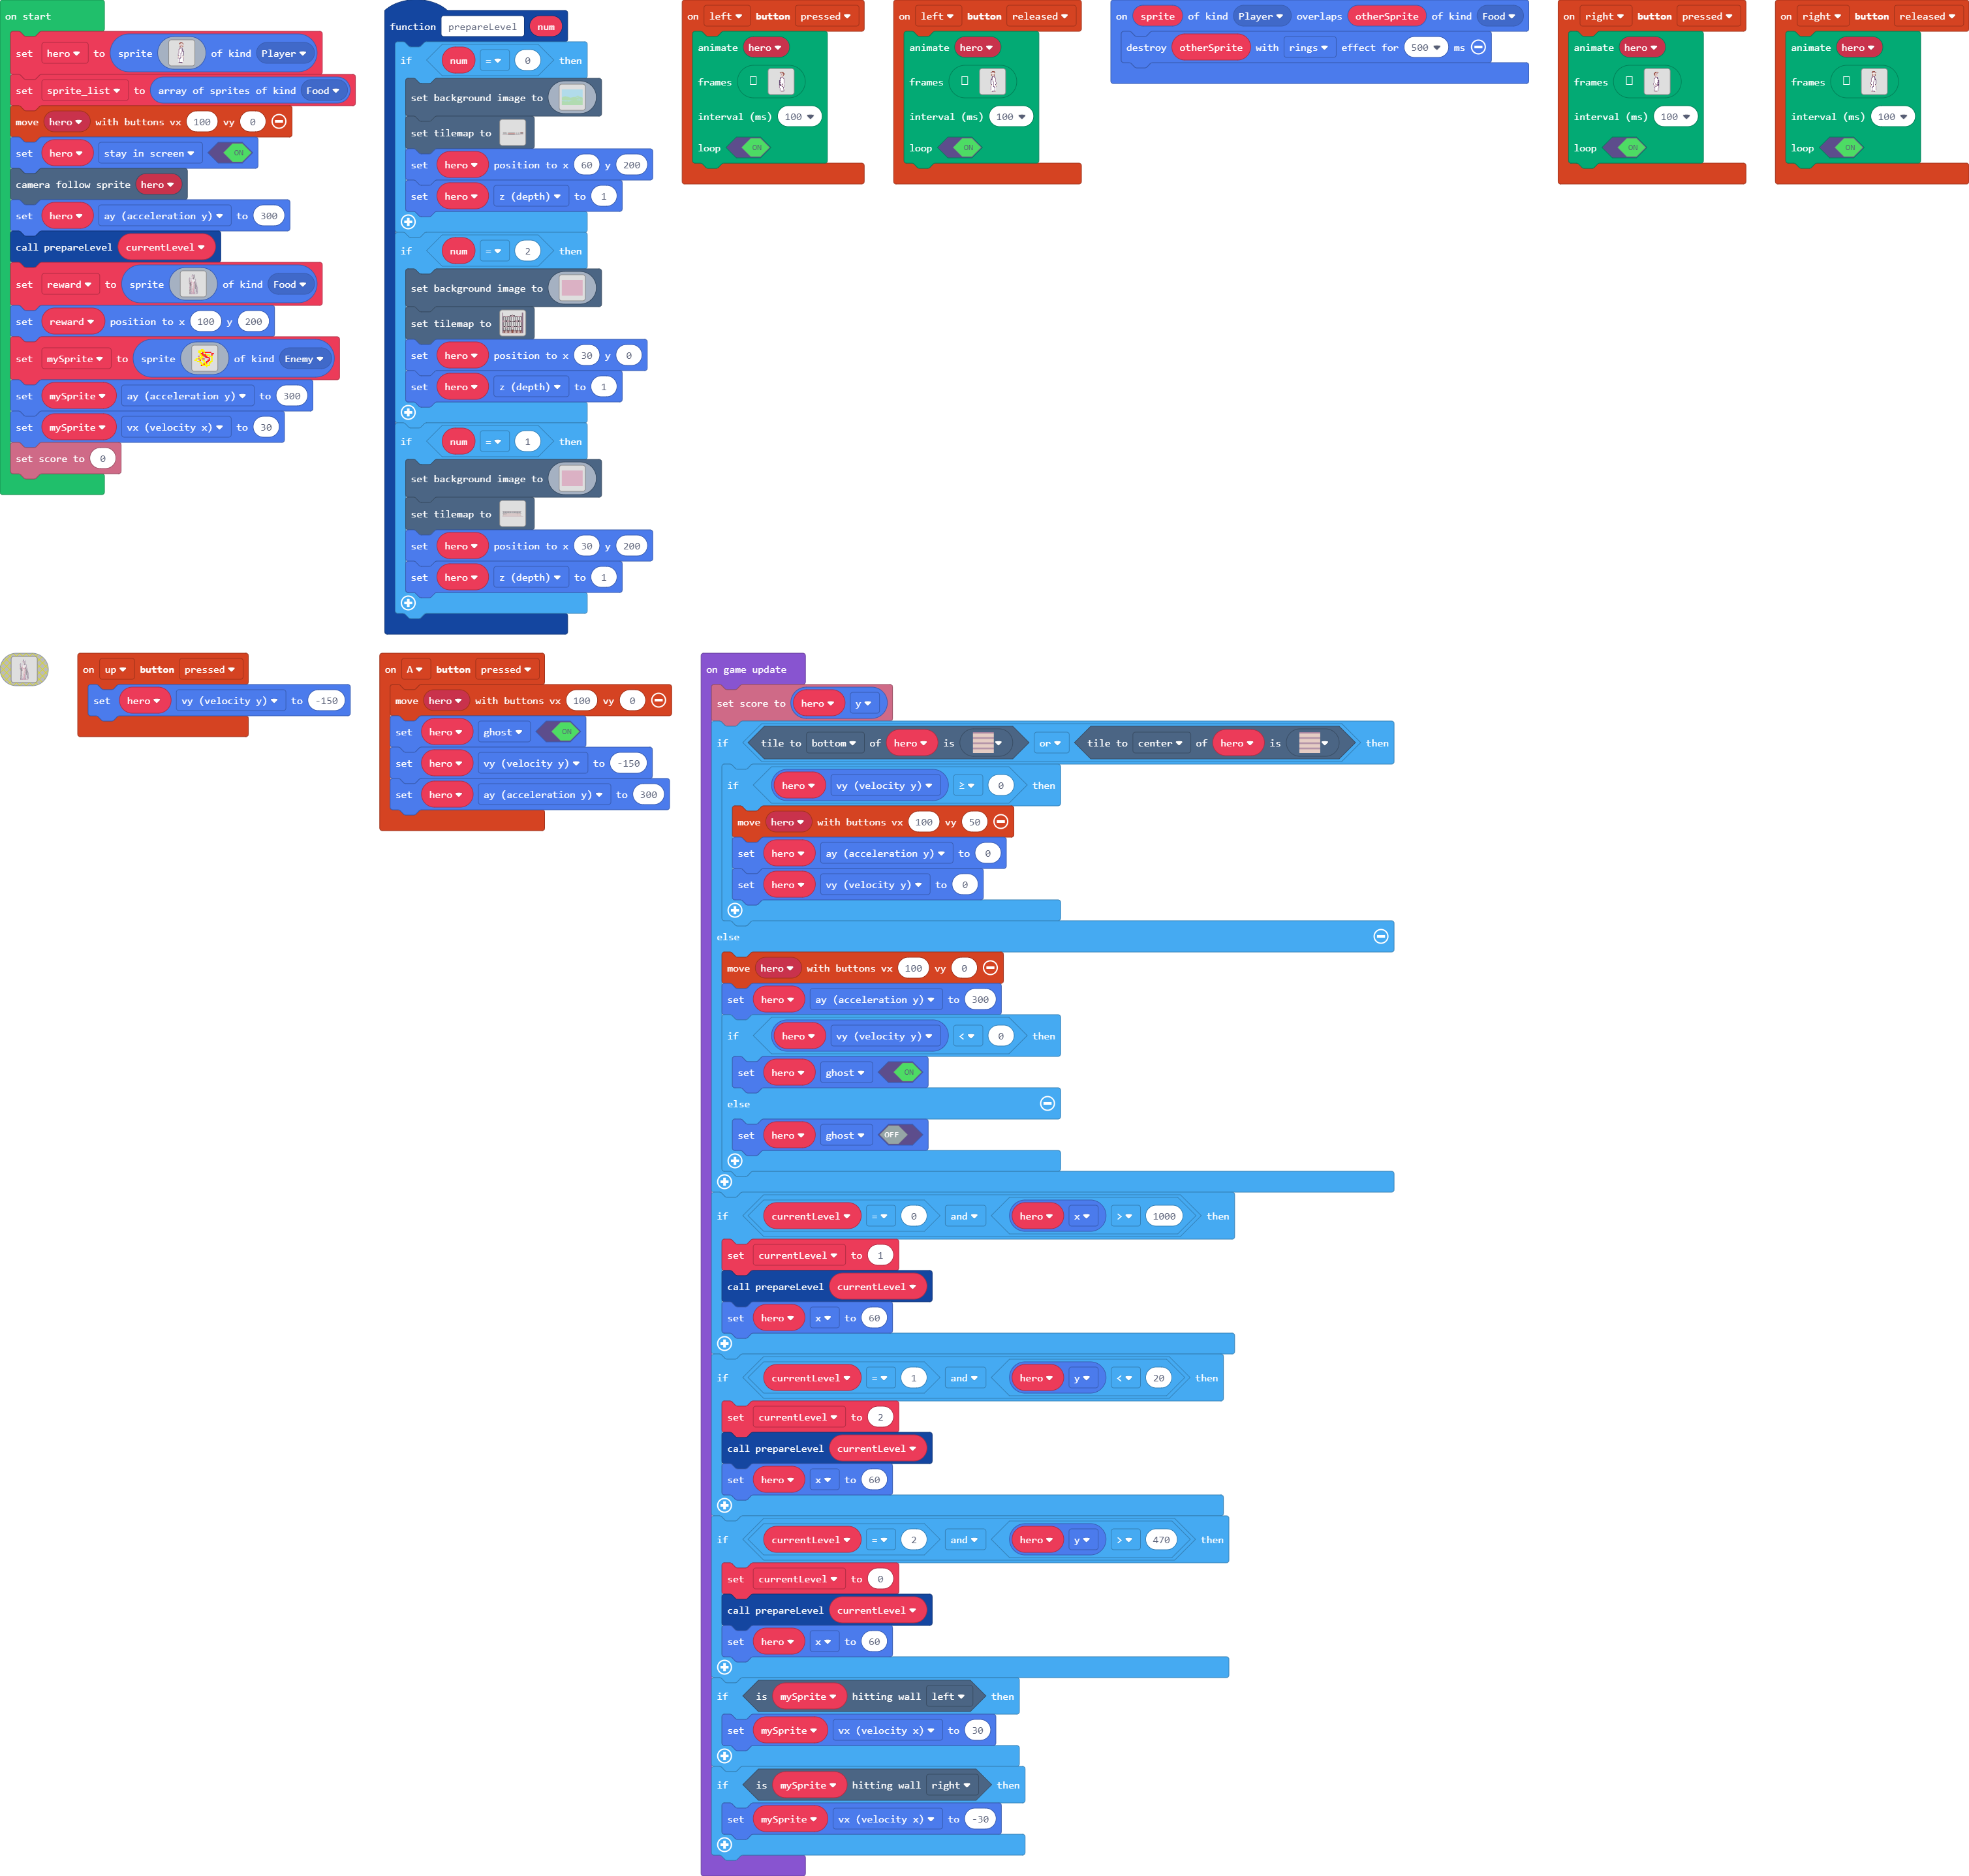 on start
set hero to sprite of kind Player
set sprite_list to array of sprites of kind Food
move hero with buttons vx 100 vy 0
set hero stay in screen ON
camera follow sprite hero
set hero ay (acceleration y) to 300
call prepareLevel currentLevel
set reward to sprite of kind Food
set reward position to x 100 y 200
set mySprite to sprite of kind Enemy
set mySprite ay (acceleration y) to 300
set mySprite vx (velocity x) to 30
set score to 0
function prepareLevel num
if num = 0 then
set background image to
set tilemap to
set hero position to x 60 y 200
set hero z (depth) to 1
if num = 2 then
set background image to
set tilemap to
set hero position to x 30 y 0
set hero z (depth) to 1
if num = 1 then
set background image to
set tilemap to
set hero position to x 30 y 200
set hero z (depth) to 1
on left button pressed
animate hero
frames
interval (ms) 100
loop ON
on left button released
animate hero
frames
interval (ms) 100
loop ON
on sprite of kind Player overlaps otherSprite of kind Food
destroy otherSprite with rings effect for 500 ms
on right button pressed
animate hero
frames
interval (ms) 100
loop ON
on right button released
animate hero
frames
interval (ms) 100
loop ON
on up button pressed
set hero vy (velocity y) to -150
on A button pressed
move hero with buttons vx 100 vy 0
set hero ghost ON
set hero vy (velocity y) to -150
set hero ay (acceleration y) to 300
on game update
set score to hero y
if tile to bottom of hero is or tile to center of hero is then
if hero vy (velocity y) ≥ 0 then
move hero with buttons vx 100 vy 50
set hero ay (acceleration y) to 0
set hero vy (velocity y) to 0
else
move hero with buttons vx 100 vy 0
set hero ay (acceleration y) to 300
if hero vy (velocity y) < 0 then
set hero ghost ON
else
set hero ghost OFF
if currentLevel = 0 and hero x > 1000 then
set currentLevel to 1
call prepareLevel currentLevel
set hero x to 60
if currentLevel = 1 and hero y < 20 then
set currentLevel to 2
call prepareLevel currentLevel
set hero x to 60
if currentLevel = 2 and hero y > 470 then
set currentLevel to 0
call prepareLevel currentLevel
set hero x to 60
if is mySprite hitting wall left then
set mySprite vx (velocity x) to 30
if is mySprite hitting wall right then
set mySprite vx (velocity x) to -30